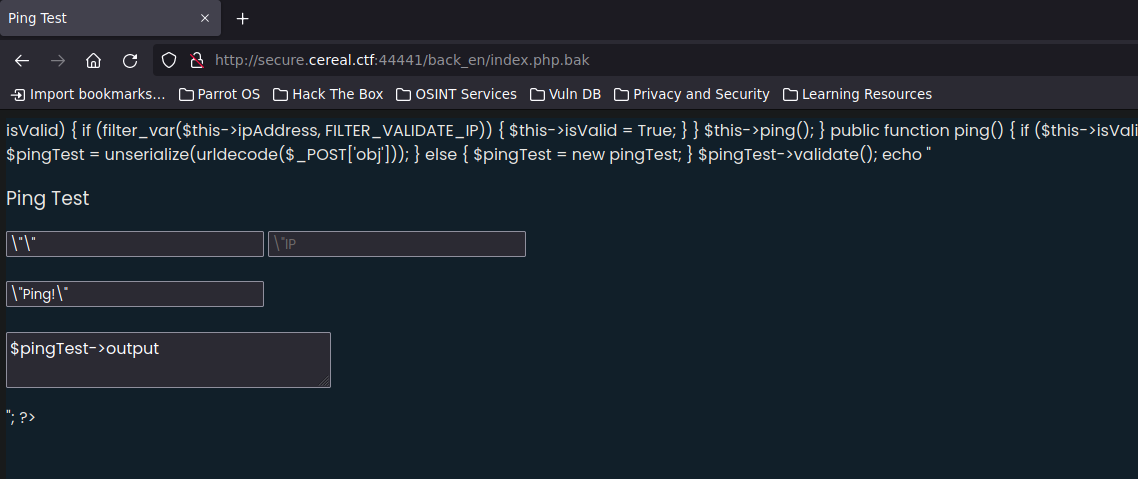 Ping Test
http://secure.cereal.ctf:44441/back_en/index.php.bak
Import bookmarks... Parrot OS Hack The Box OSINT Services Vuln DB Privacy and Security Learning Resources
isValid) { if (filter_var($this->ipAddress, FILTER_VALIDATE_IP)) { $this->isValid = True; } } $this->ping(); } public function ping() { if ($this->isVali
$pingTest = unserialize(urldecode($_POST['obj'])); } else { $pingTest = new pingTest; } $pingTest->validate(); echo "
Ping Test
\"\" \"IP
\"Ping!\"
$pingTest->output
"; ?>